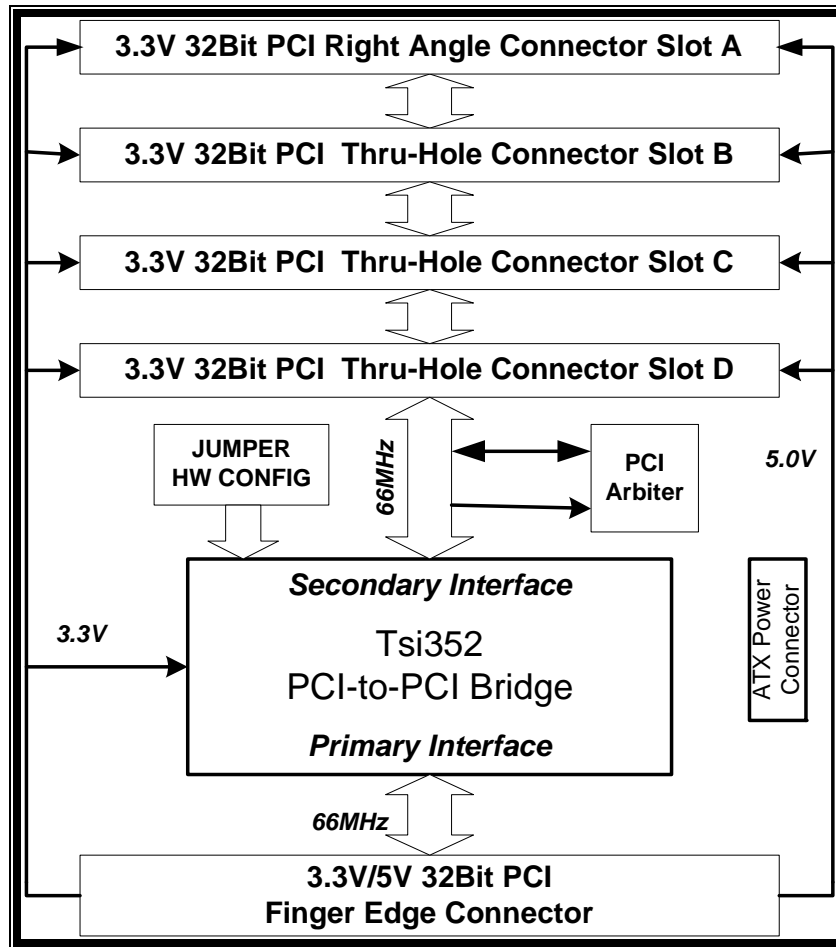 3.3V 32Bit PCI Right Angle Connector Slot A
3.3V 32Bit PCI Thru-Hole Connector Slot B
3.3V 32Bit PCI Thru-Hole Connector Slot C
3.3V 32Bit PCI Thru-Hole Connector Slot D
JUMPER
HW CONFIG
66MHz
PCI
Arbiter
5.0V
Secondary Interface
Tsi352
PCI-to-PCI Bridge
Primary Interface
3.3V
ATX Power
Connector
66MHz
3.3V/5V 32Bit PCI
Finger Edge Connector